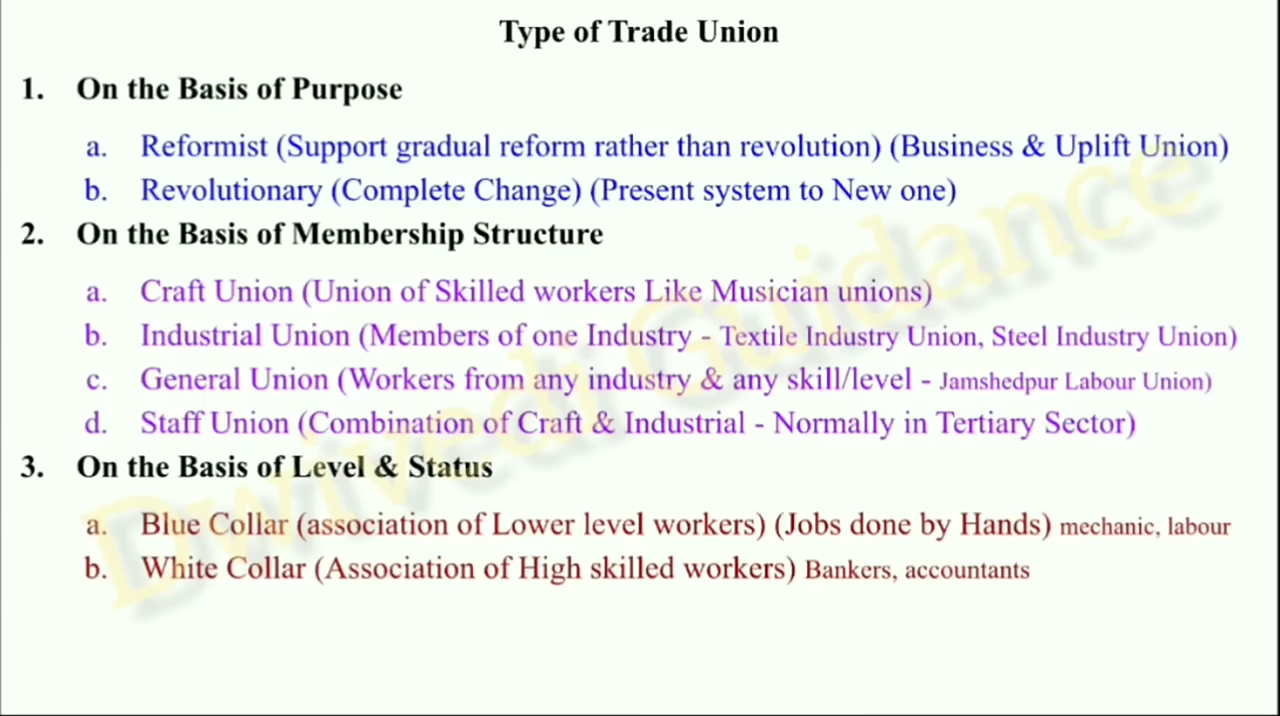 Type of Trade Union
1. On the Basis of Purpose
a. Reformist (Support gradual reform rather than revolution) (Business & Uplift Union)
b. Revolutionary (Complete Change) (Present system to New one)
2. On the Basis of Membership Structure
a. Craft Union (Union of Skilled workers Like Musician unions)
b. Industrial Union (Members of one Industry - Textile Industry Union, Steel Industry Union)
c. General Union (Workers from any industry & any skill/level - Jamshedpur Labour Union)
d. Staff Union (Combination of Craft & Industrial - Normally in Tertiary Sector)
3. On the Basis of Level & Status
a. Blue Collar (association of Lower level workers) (Jobs done by Hands) mechanic, labour
b. White Collar (Association of High skilled workers) Bankers, accountants
Dwivedi Guidance